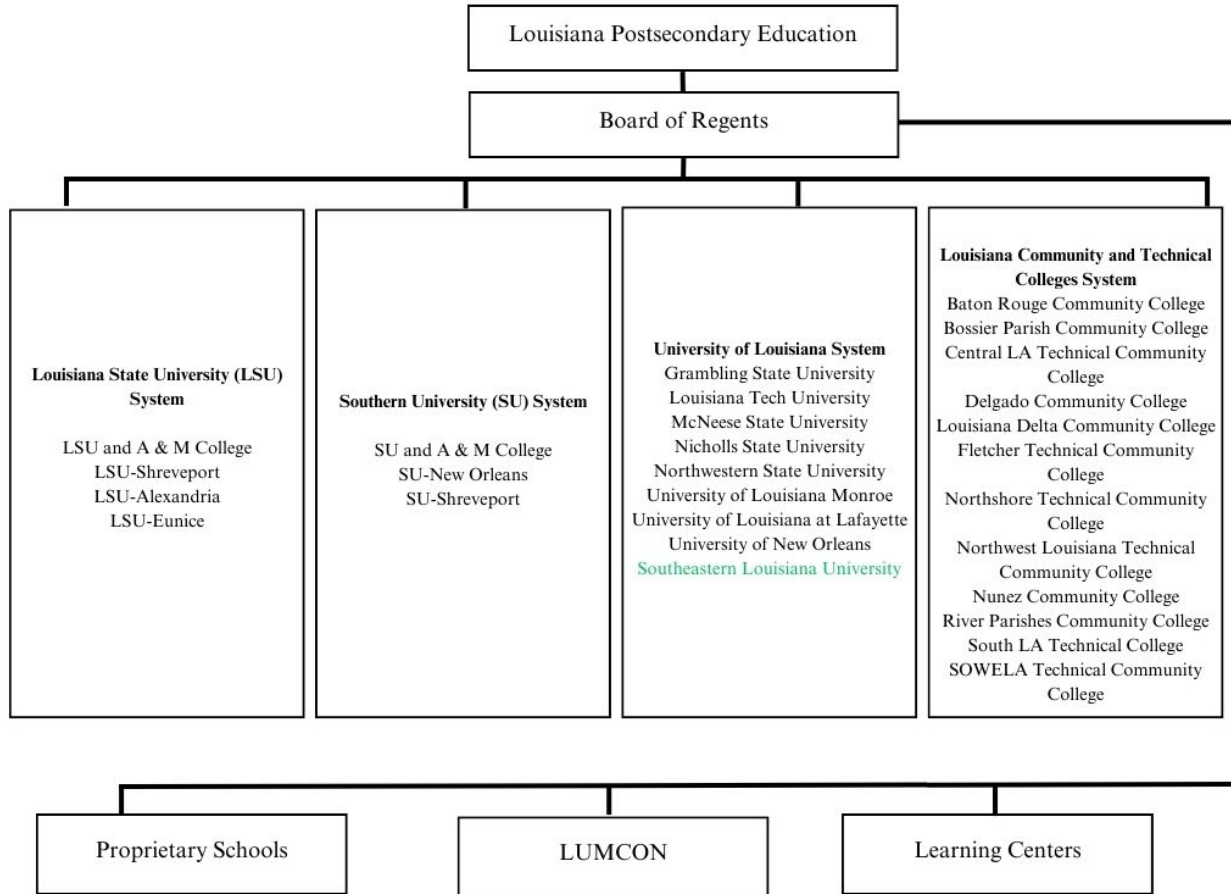 Louisiana Postsecondary Education
Board of Regents
Louisiana State University (LSU)
System
LSU and A & M College
LSU-Shreveport
LSU-Alexandria
LSU-Eunice
Southern University (SU) System
SU and A & M College
SU-New Orleans
SU-Shreveport
University of Louisiana System
Grambling State University
Louisiana Tech University
McNeese State University
Nicholls State University
Northwestern State University
University of Louisiana Monroe
University of Louisiana at Lafayette
University of New Orleans
Southeastern Louisiana University
Louisiana Community and Technical
Colleges System
Baton Rouge Community College
Bossier Parish Community College
Central LA Technical Community
College
Delgado Community College
Louisiana Delta Community College
Fletcher Technical Community
College
Northshore Technical Community
College
Northwest Louisiana Technical
Community College
Nunez Community College
River Parishes Community College
South LA Technical College
SOWELA Technical Community
College
Proprietary Schools
LUMCON
Learning Centers